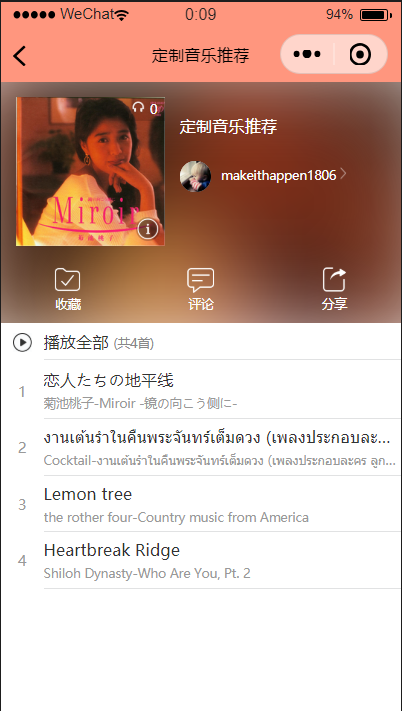 WeChat 0:09 94%
定制音乐推荐
0
定制音乐推荐
makeithappen1806
Miroir
菊池桃子
收藏 评论 分享
播放全部 (共4首)
1 恋人たちの地平线
菊池桃子-Miroir -镜の向こう側に-
2 งานเต้นรำในคืนพระจันทร์เต็มดวง (เพลงประกอบละ...
Cocktail-งานเต้นรำในคืนพระจันทร์เต็มดวง (เพลงประกอบละคร ลูก...
3 Lemon tree
the rother four-Country music from America
4 Heartbreak Ridge
Shiloh Dynasty-Who Are You, Pt. 2